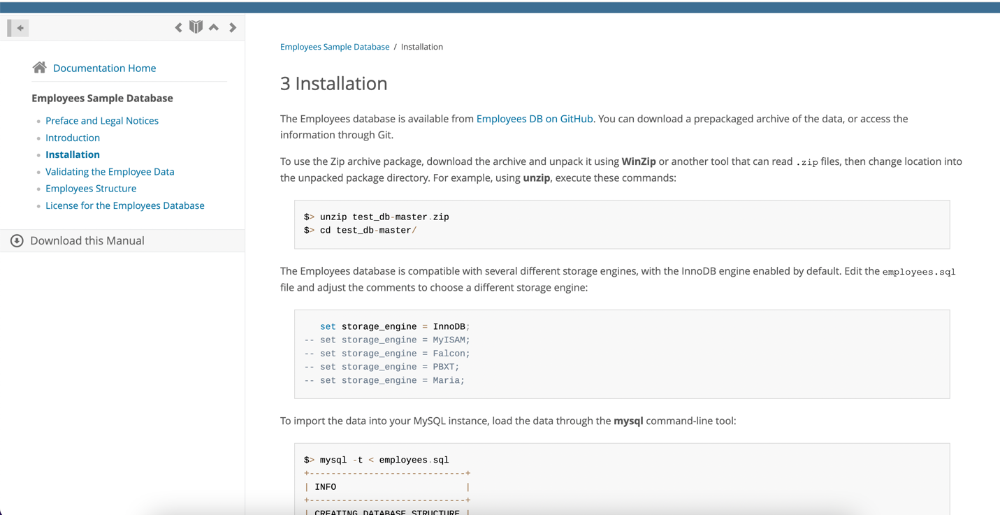 Documentation Home
Employees Sample Database
Preface and Legal Notices
Introduction
Installation
Validating the Employee Data
Employees Structure
License for the Employees Database
Download this Manual
Employees Sample Database / Installation
3 Installation
The Employees database is available from Employees DB on GitHub. You can download a prepackaged archive of the data, or access the
information through Git.
To use the Zip archive package, download the archive and unpack it using WinZip or another tool that can read .zip files, then change location into
the unpacked package directory. For example, using unzip, execute these commands:
$> unzip test_db-master.zip
$> cd test_db-master/
The Employees database is compatible with several different storage engines, with the InnoDB engine enabled by default. Edit the employees.sql
file and adjust the comments to choose a different storage engine:
   set storage_engine = InnoDB;
-- set storage_engine = MyISAM;
-- set storage_engine = Falcon;
-- set storage_engine = PBXT;
-- set storage_engine = Maria;
To import the data into your MySQL instance, load the data through the mysql command-line tool:
$> mysql -t < employees.sql
+-----------------------------+
| INFO                        |
+-----------------------------+
| CREATING DATABASE STRUCTURE |